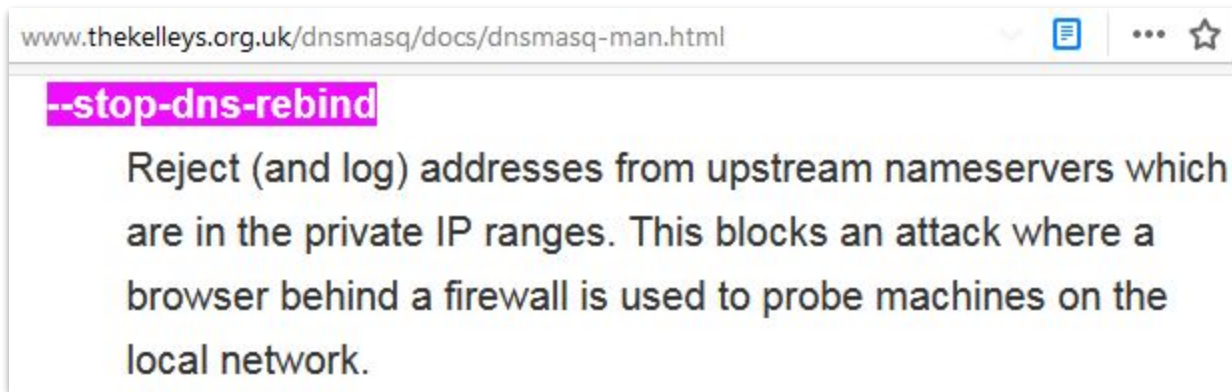 www.thekelleys.org.uk/dnsmasq/docs/dnsmasq-man.html
--stop-dns-rebind
Reject (and log) addresses from upstream nameservers which
are in the private IP ranges. This blocks an attack where a
browser behind a firewall is used to probe machines on the
local network.